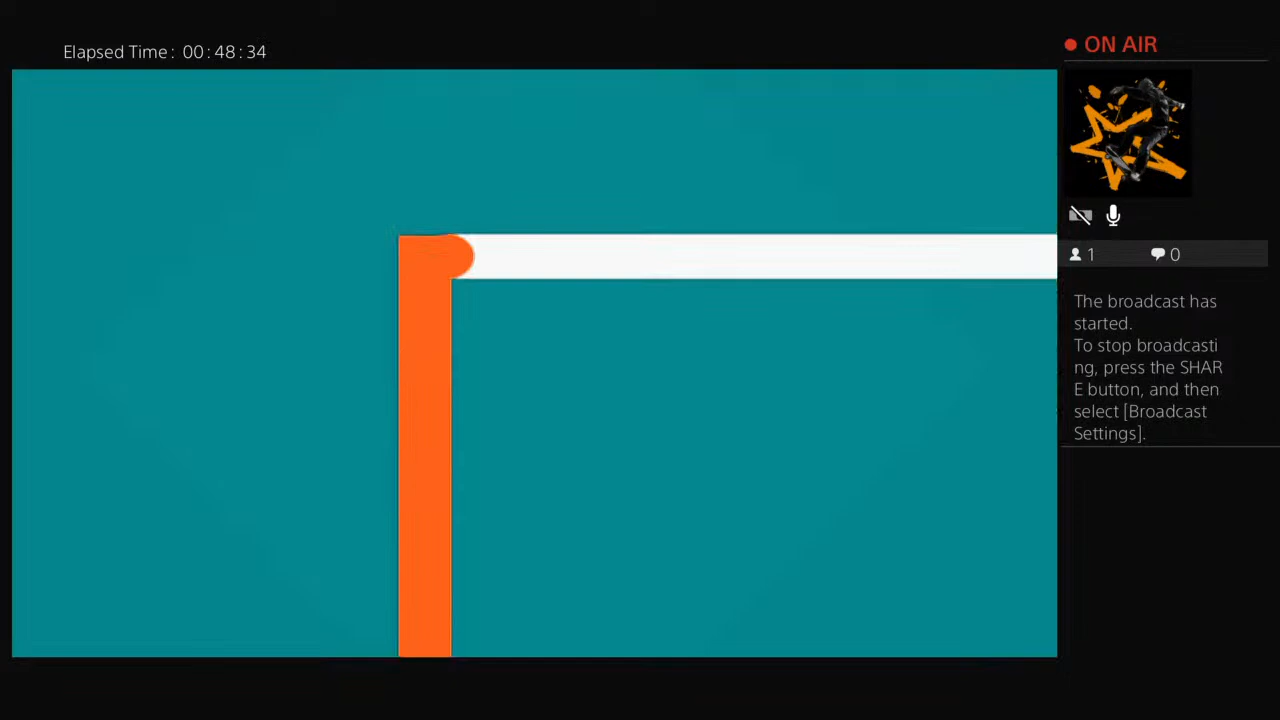 Elapsed Time: 00:48:34
ON AIR
1
0
The broadcast has
started.
To stop broadcasti
ng, press the SHAR
E button, and then
select [Broadcast
Settings].